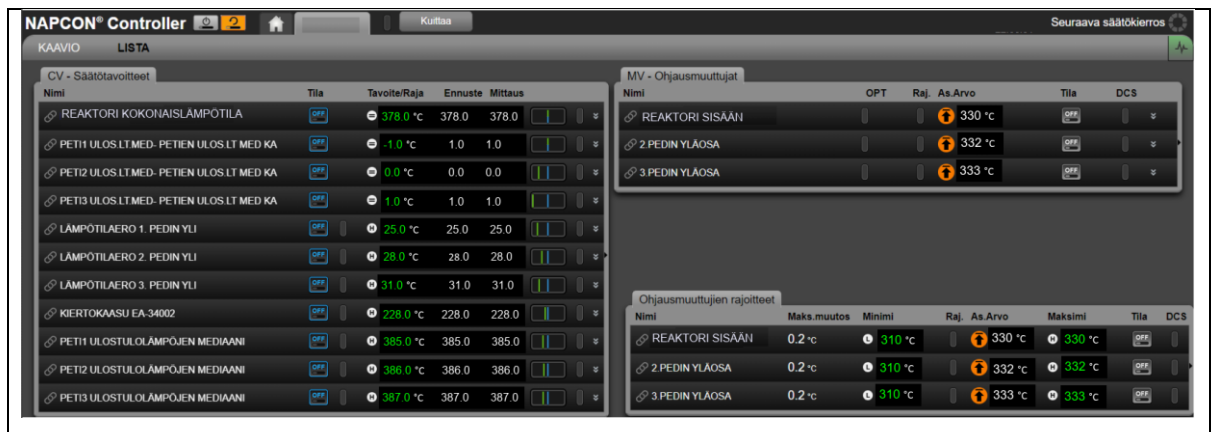 NAPCON® Controller Kuittaa Seuraava säätökierros
KAAVIO LISTA
CV - Säätötavoitteet
Nimi Tila Tavoite/Raja Ennuste Mittaus
REAKTORI KOKONAISLÄMPÖTILA OFF 378.0 °C 378.0 378.0
PETI1 ULOS.LT.MED- PETIEN ULOS.LT MED KA OFF -1.0 °C 1.0 1.0
PETI2 ULOS.LT.MED- PETIEN ULOS.LT MED KA OFF 0.0 °C 0.0 0.0
PETI3 ULOS.LT.MED- PETIEN ULOS.LT MED KA OFF 1.0 °C 1.0 1.0
LÄMPÖTILAERO 1. PEDIN YLI OFF H 25.0 °C 25.0 25.0
LÄMPÖTILAERO 2. PEDIN YLI OFF H 28.0 °C 28.0 28.0
LÄMPÖTILAERO 3. PEDIN YLI OFF H 31.0 °C 31.0 31.0
KIERTOKAASU EA-34002 OFF H 228.0 °C 228.0 228.0
PETI1 ULOSTULOLÄMPÖJEN MEDIAANI OFF H 385.0 °C 385.0 385.0
PETI2 ULOSTULOLÄMPÖJEN MEDIAANI OFF H 386.0 °C 386.0 386.0
PETI3 ULOSTULOLÄMPÖJEN MEDIAANI OFF H 387.0 °C 387.0 387.0
MV - Ohjausmuuttujat
Nimi OPT Raj. As.Arvo Tila DCS
REAKTORI SISÄÄN 330 °C OFF
2.PEDIN YLÄOSA 332 °C OFF
3.PEDIN YLÄOSA 333 °C OFF
Ohjausmuuttujien rajoitteet
Nimi Maks.muutos Minimi Raj. As.Arvo Maksimi Tila DCS
REAKTORI SISÄÄN 0.2 °C L 310 °C 330 °C H 330 °C OFF
2.PEDIN YLÄOSA 0.2 °C L 310 °C 332 °C H 332 °C OFF
3.PEDIN YLÄOSA 0.2 °C L 310 °C 333 °C H 333 °C OFF